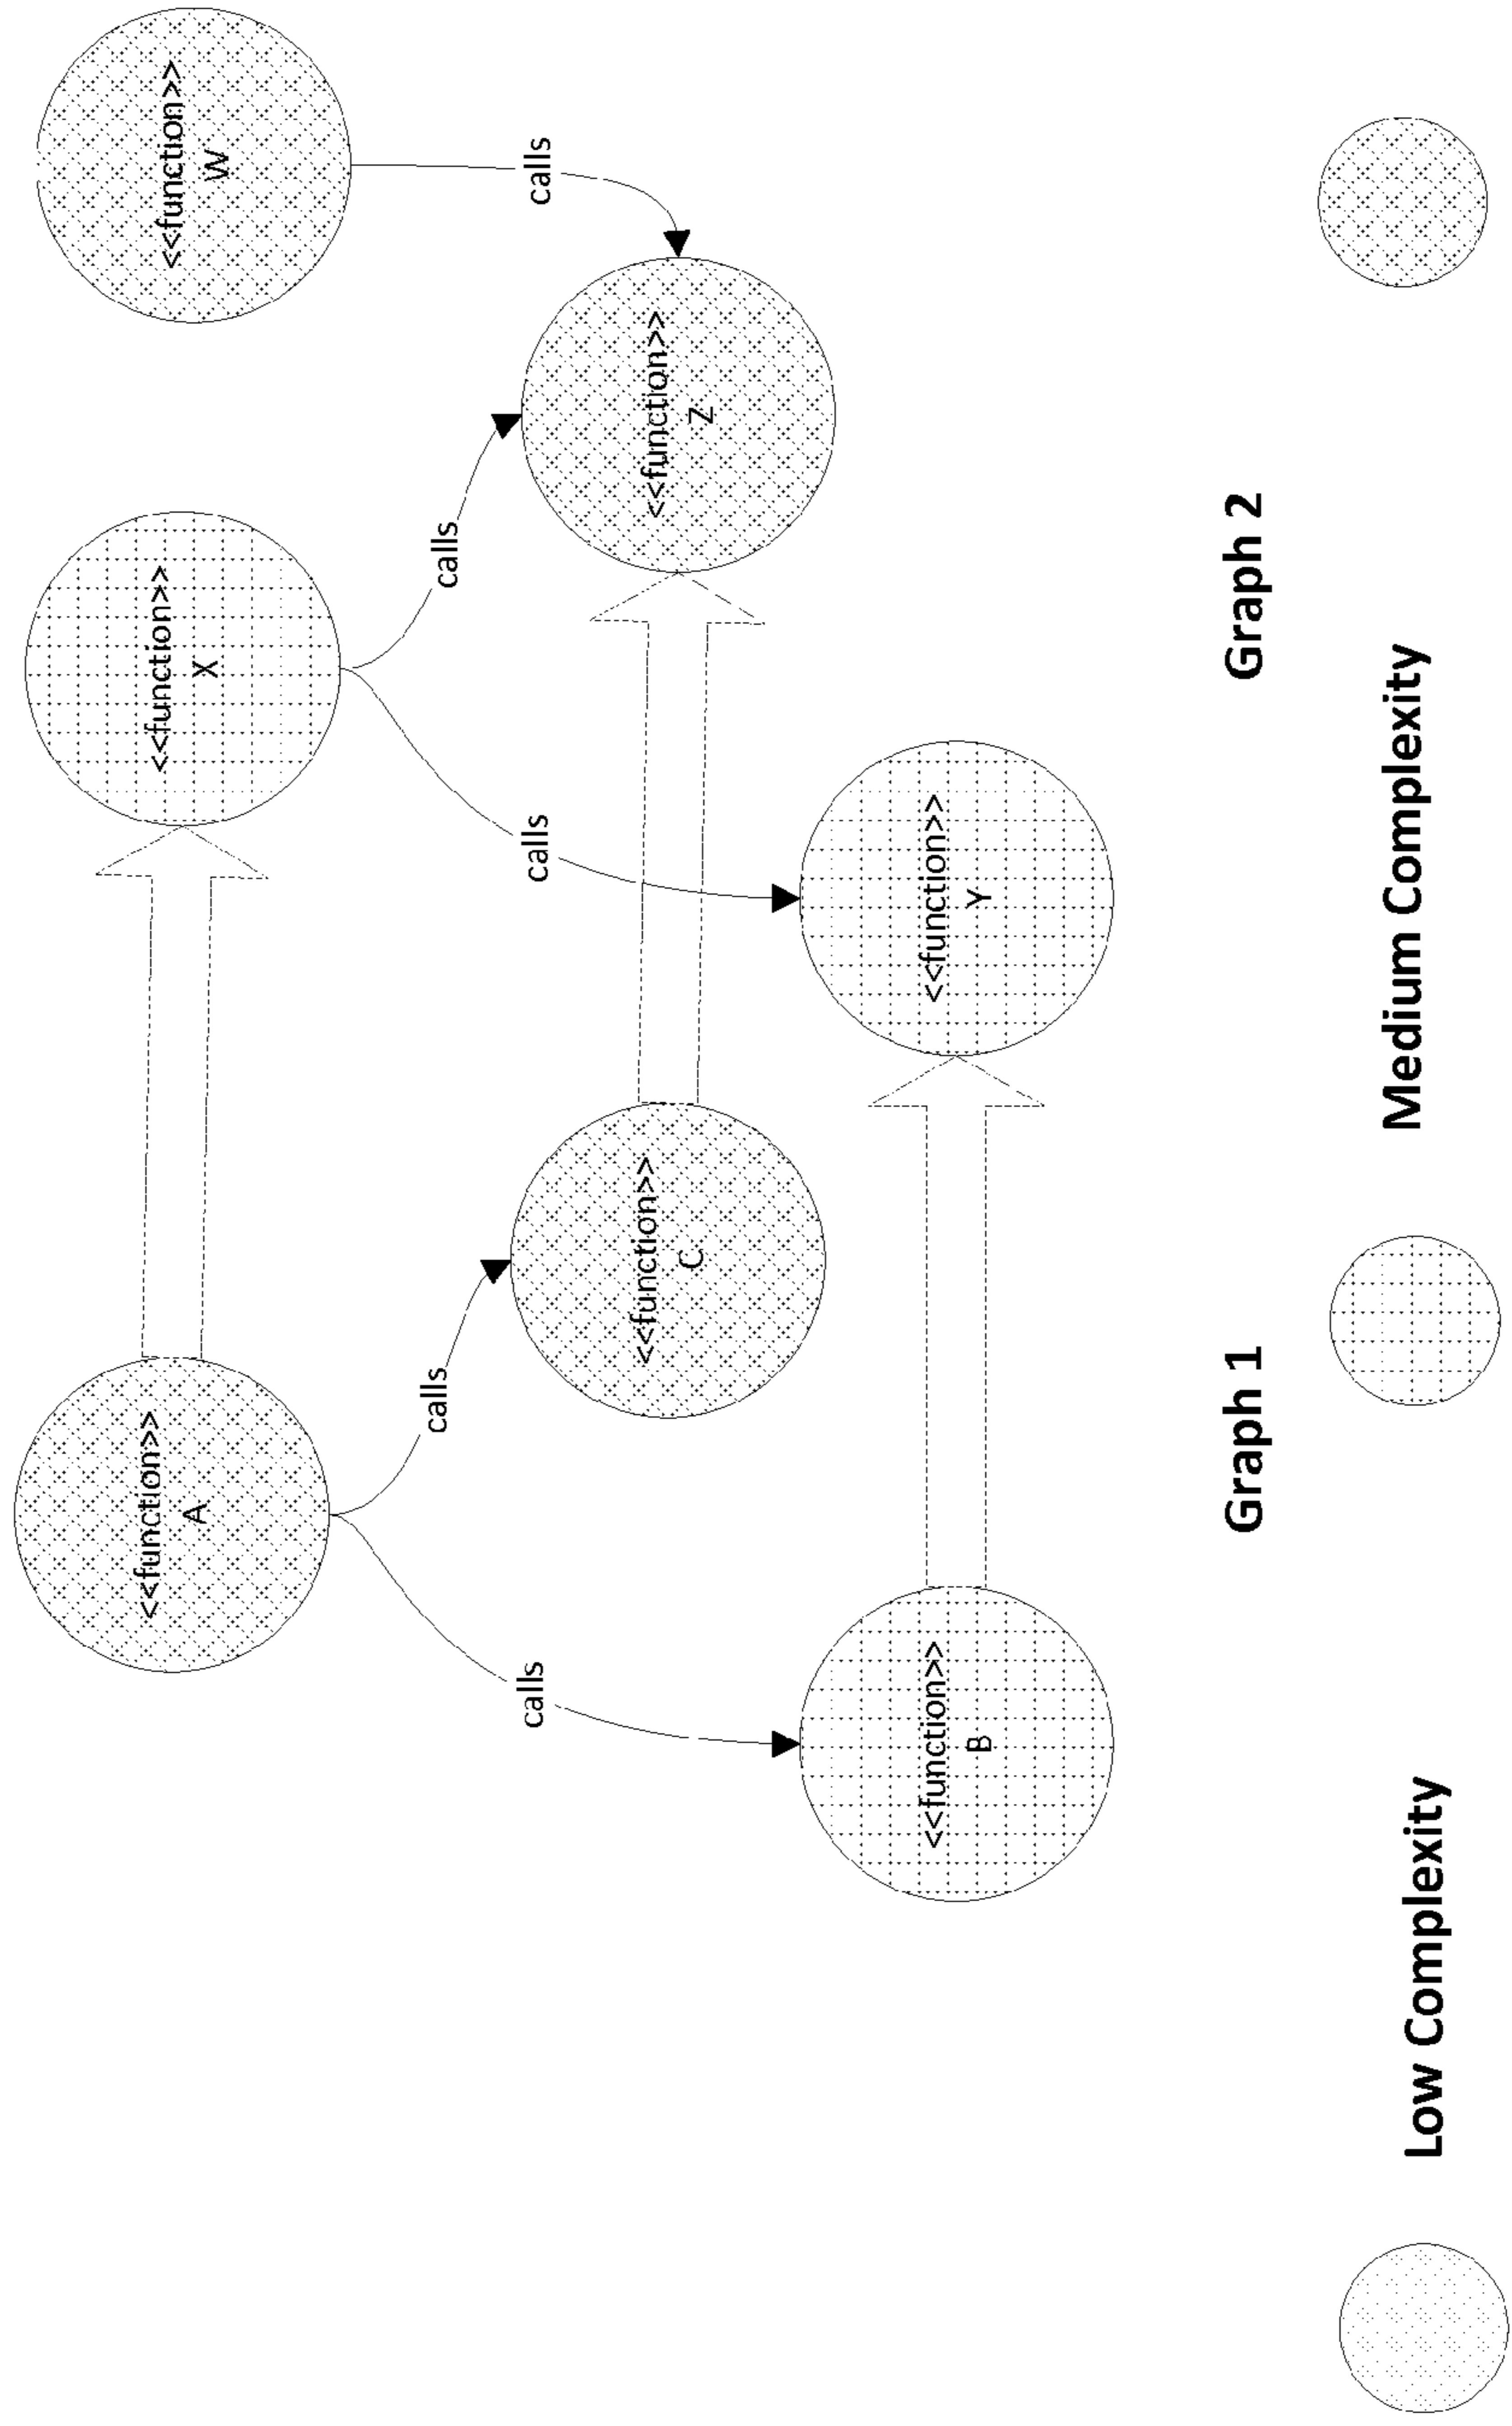 <<function>>
A
<<function>>
X
<<function>>
W
calls
calls
calls
calls
calls
<<function>>
C
<<function>>
Z
<<function>>
B
<<function>>
Y
Graph 1
Graph 2
Low Complexity
Medium Complexity